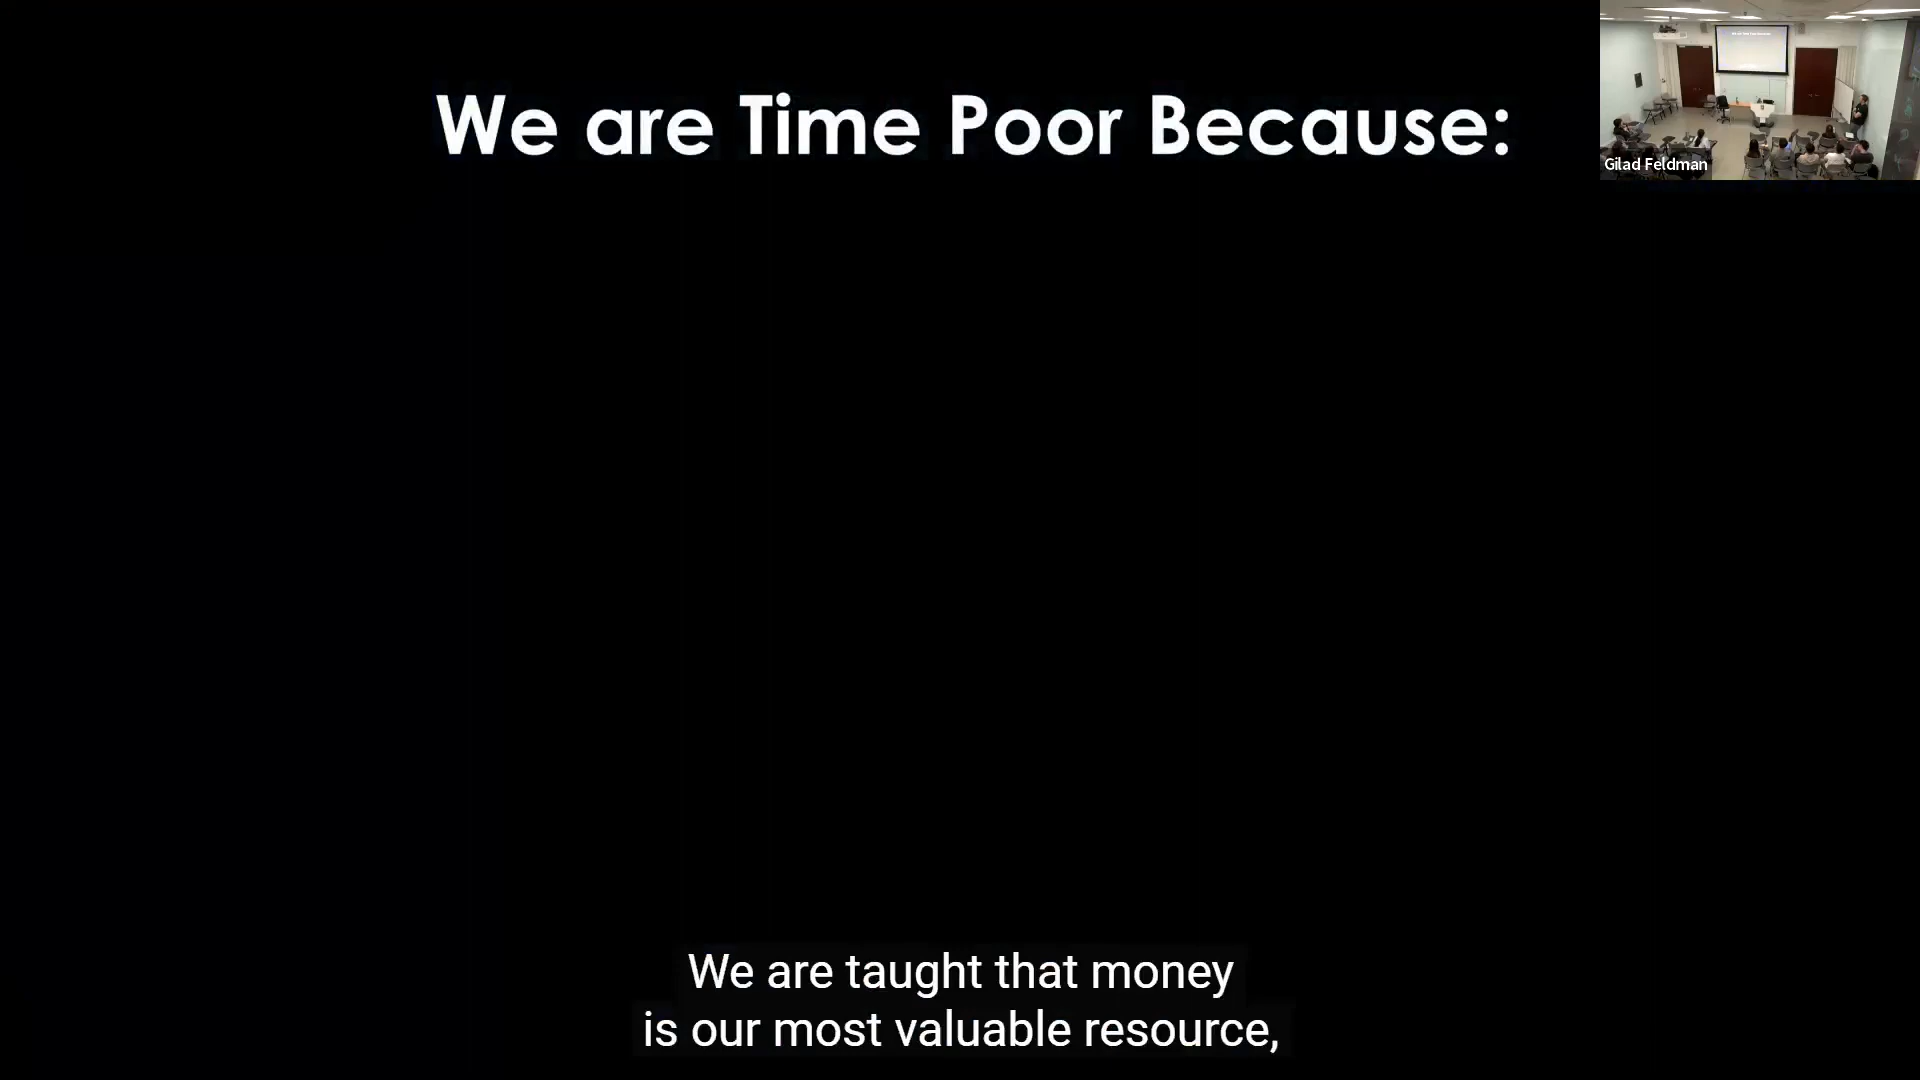 We are Time Poor Because:
Gilad Feldman
We are taught that money
is our most valuable resource,